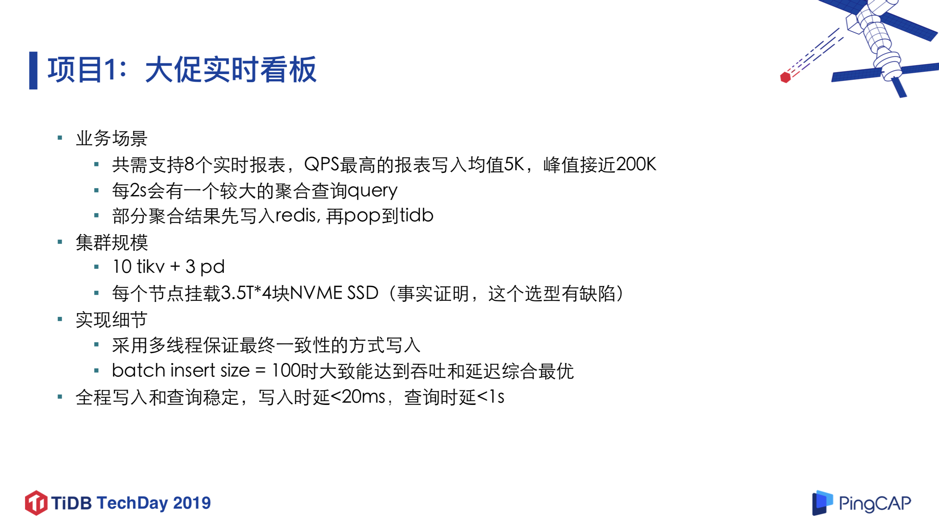 项目1：大促实时看板
业务场景
共需支持8个实时报表，QPS最高的报表写入均值5K，峰值接近200K
每2s会有一个较大的聚合查询query
部分聚合结果先写入redis, 再pop到tidb
集群规模
10 tikv + 3 pd
每个节点挂载3.5T*4块NVME SSD（事实证明，这个选型有缺陷）
实现细节
采用多线程保证最终一致性的方式写入
batch insert size = 100时大致能达到吞吐和延迟综合最优
全程写入和查询稳定，写入时延<20ms，查询时延<1s
TiDB TechDay 2019
PingCAP